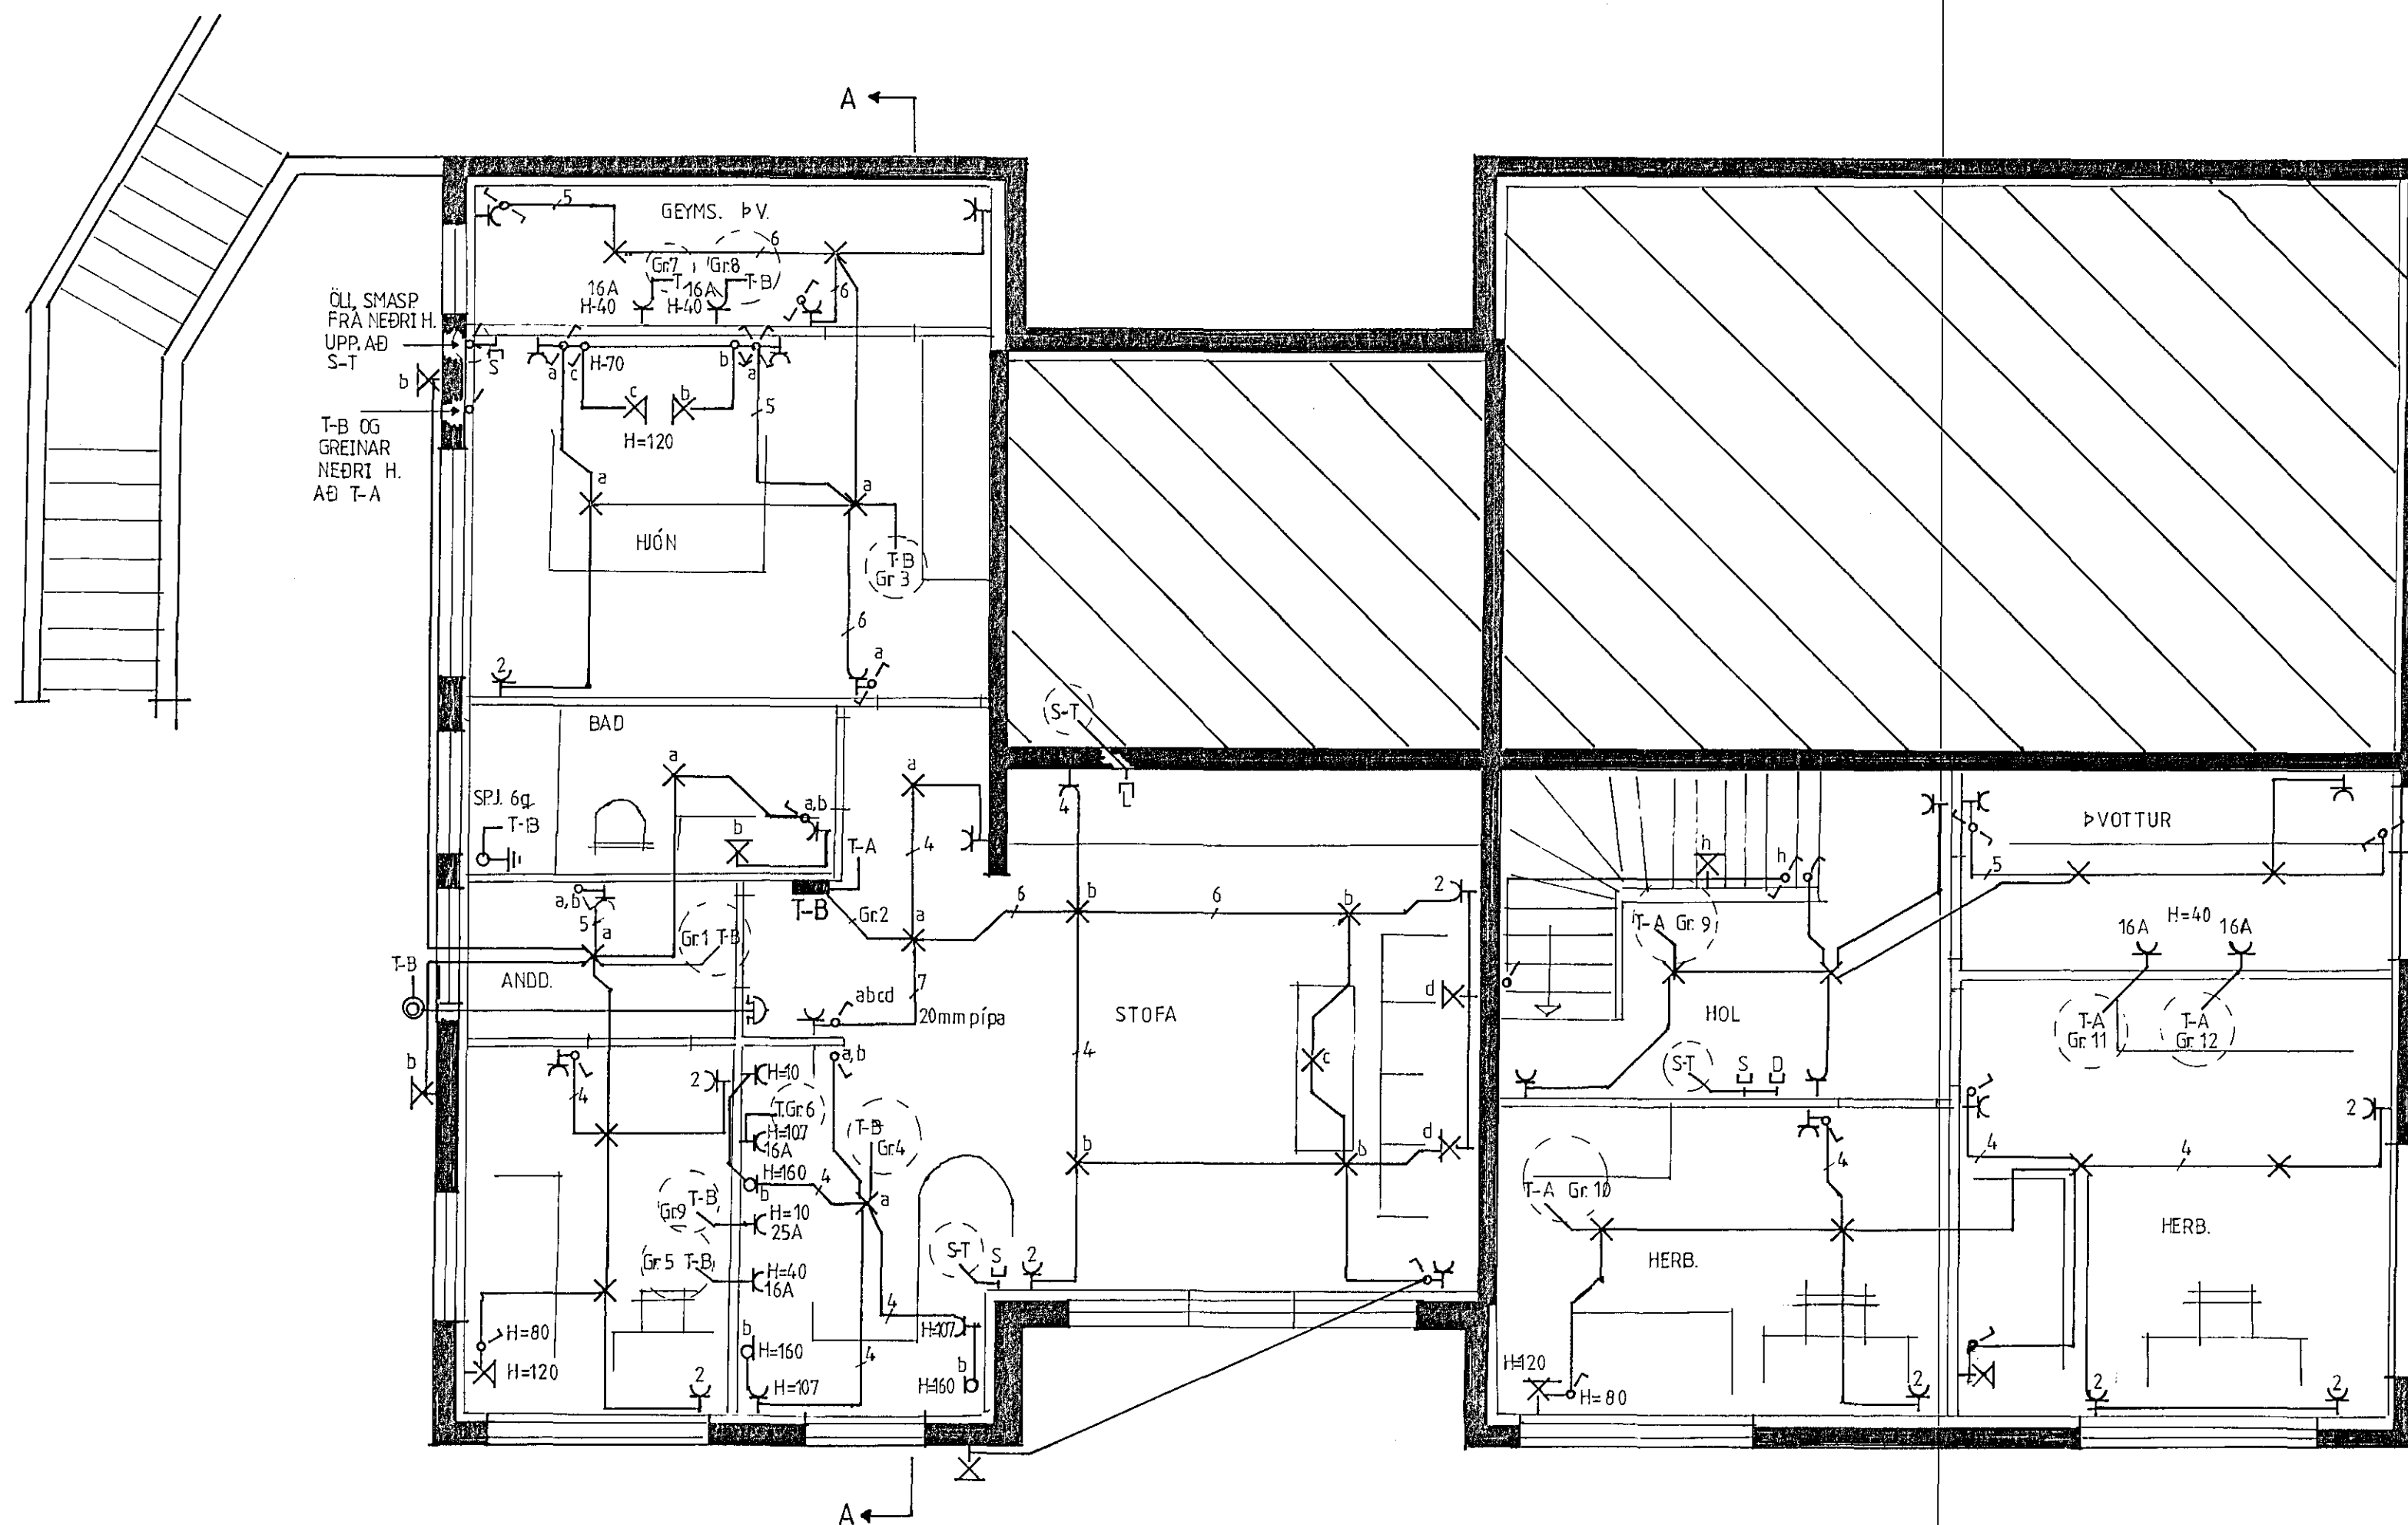 A
GEYMS. ÞV.
5
6
Gr.7 Gr.8
16A T 16A T-B
H-40 H-40
6
ÖLL SMASP.
FRÁ NEÐRI H.
UPP. AÐ
S-T
S
b
a c H-70 b a
c b
5
H=120
T-B OG
GREINAR
NEÐRI H.
AÐ T-A
a a
HJÓN
T-B
Gr 3
6
2 a
BAD
S-T
a a
4
SPJ. 6q
T-B
a,b
b
T-A
4
h h
ÞVOTTUR
5
a,b
T-B
Gr.2
6 b 6 b 2
5 a
Gr.1 T-B
a
T-A Gr. 9
H=40
16A 16A
T-B
ANDD.
7
abcd
20mm pípa
STOFA
d
HOL
T-A
Gr. 11
T-A
Gr. 12
b
a,b
4
c
S-T S D
4
2 H=10
T.Gr.6
H=107
16A
T-B
Gr.4
b b d
2
4
4 4
H=160
b 4 a
T-B
Gr.9
H=10
25A
T-A Gr. 10
HERB.
HERB.
Gr.5 T-B
H=40
16A
S-T S 2
4
H=80
H=120
b
H=160
4
H=107
b
H=160
2
H=107
H=120
H=80
2 2 2
A